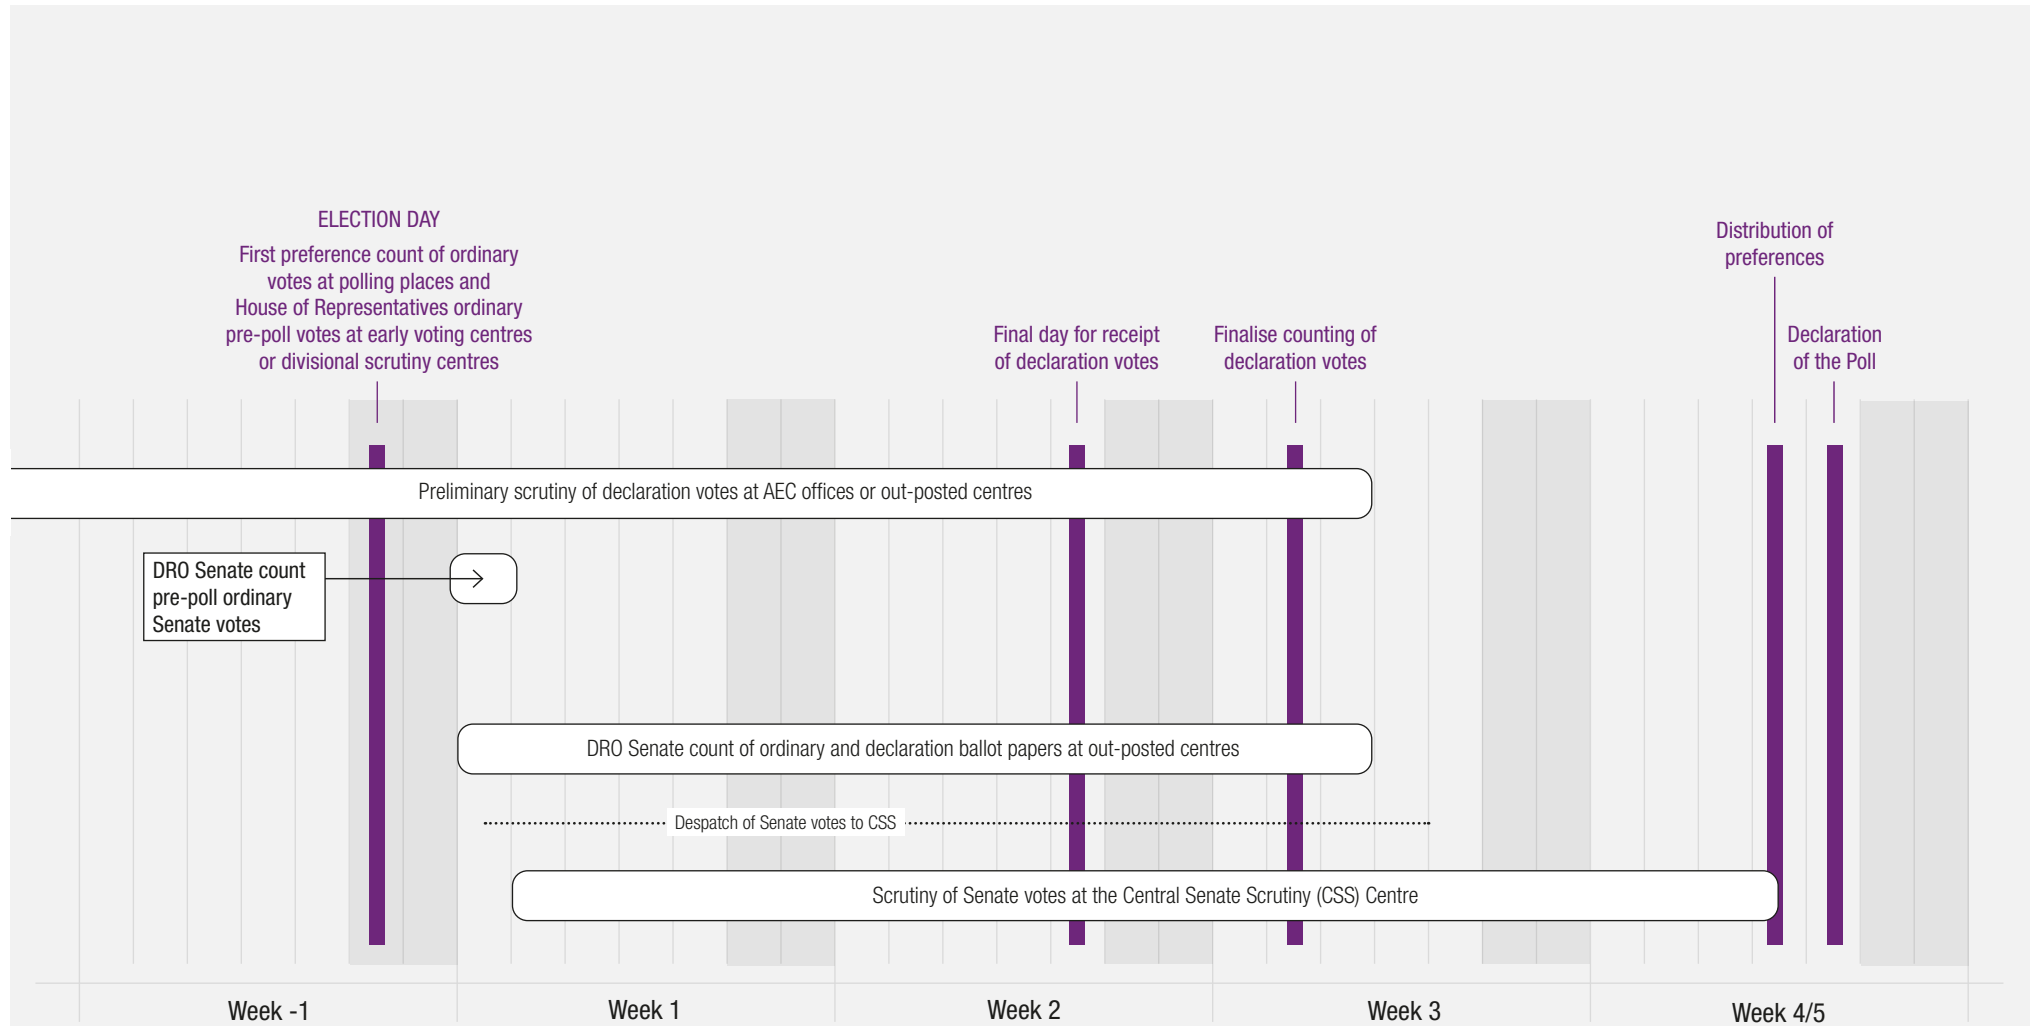 ELECTION DAY
First preference count of ordinary
votes at polling places and
House of Representatives ordinary
pre-poll votes at early voting centres
or divisional scrutiny centres
Final day for receipt
of declaration votes
Finalise counting of
declaration votes
Distribution of
preferences
Declaration
of the Poll
Preliminary scrutiny of declaration votes at AEC offices or out-posted centres
DRO Senate count
pre-poll ordinary
Senate votes
DRO Senate count of ordinary and declaration ballot papers at out-posted centres
Despatch of Senate votes to CSS
Scrutiny of Senate votes at the Central Senate Scrutiny (CSS) Centre
Week -1
Week 1
Week 2
Week 3
Week 4/5